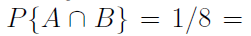 P{A ∩ B} = 1/8 =